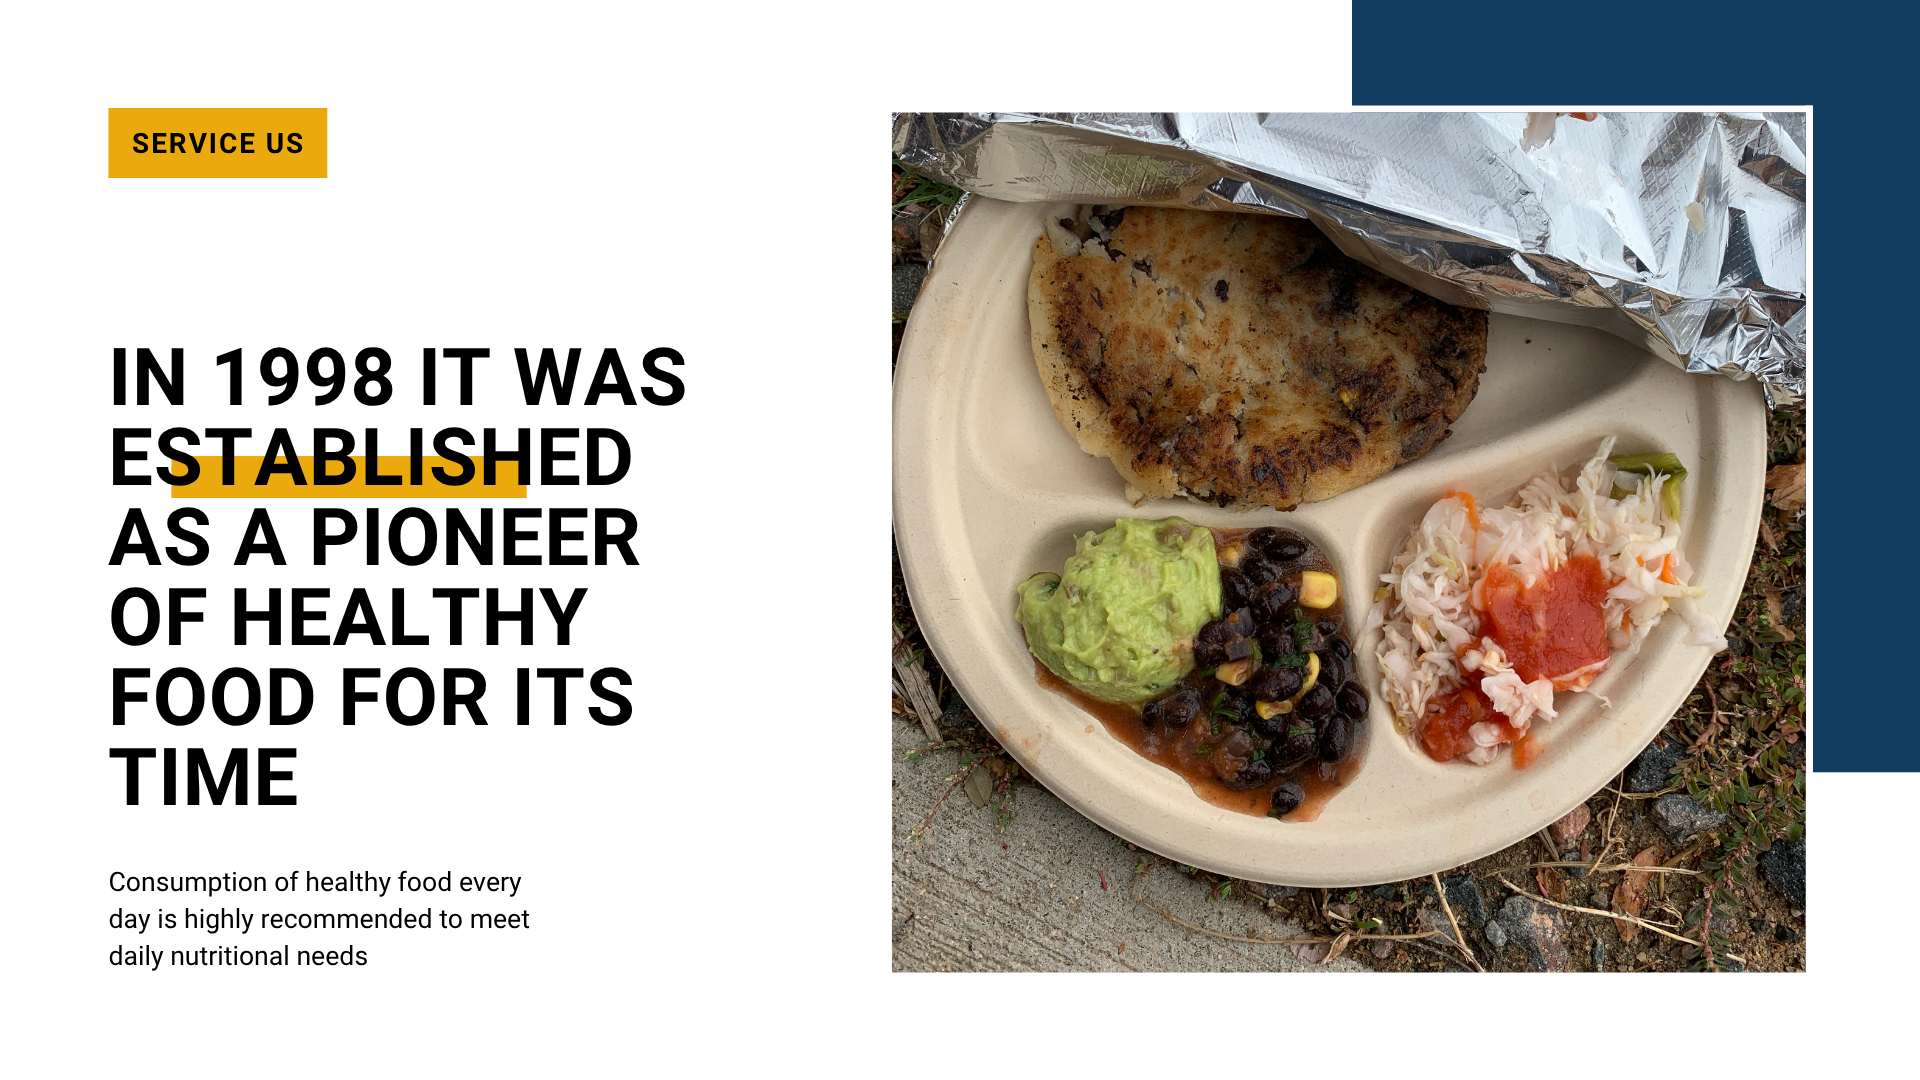 SERVICE US
IN 1998 IT WAS
ESTABLISHED
AS A PIONEER
OF HEALTHY
FOOD FOR ITS
TIME
Consumption of healthy food every
day is highly recommended to meet
daily nutritional needs